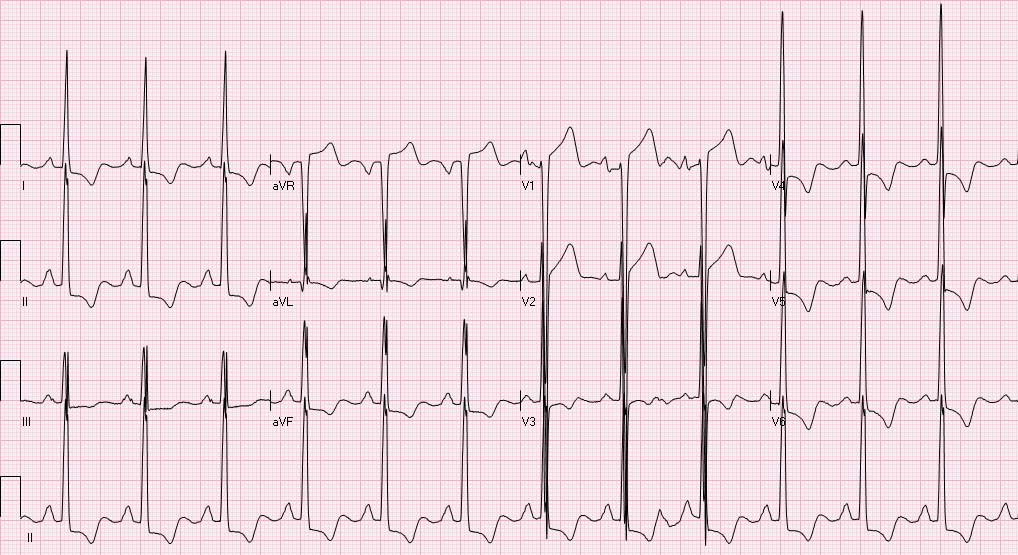 I aVR V1 V4
II aVL V2 V5
III aVF V3 V6
II